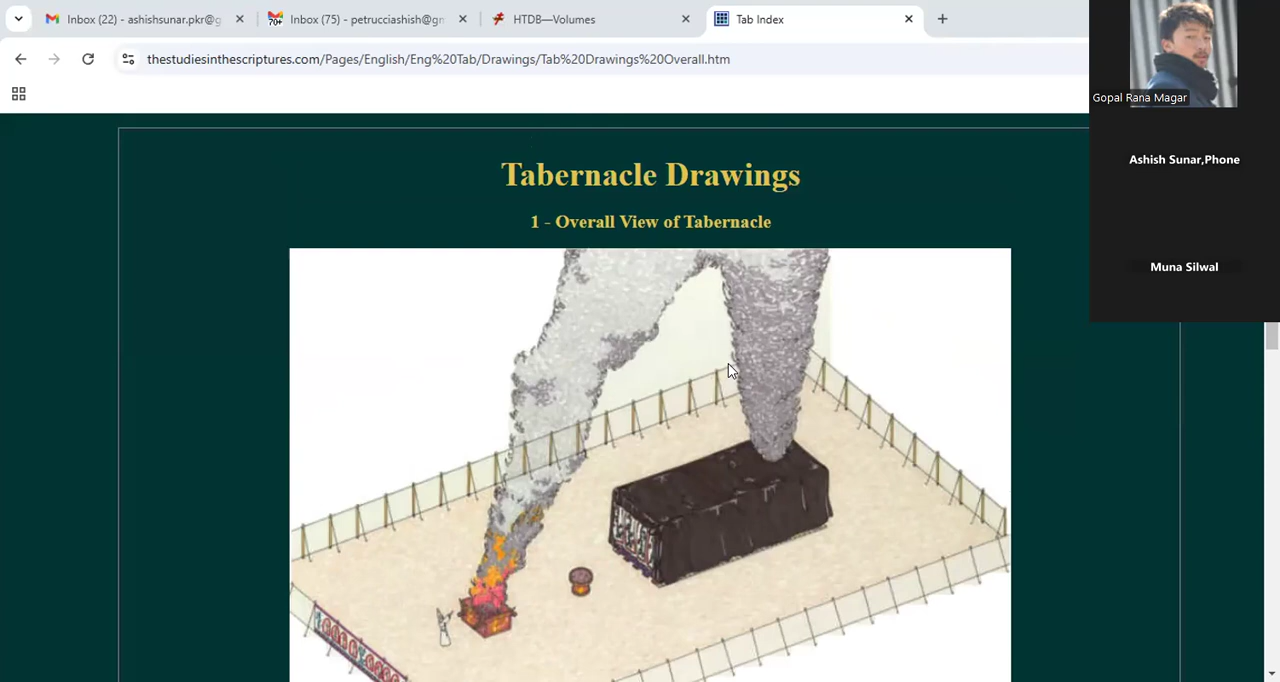 Inbox (22) - ashishsunar.pkr@g
Inbox (75) - petrucciashish@gm
HTDB—Volumes
Tab Index
thestudiesinthescriptures.com/Pages/English/Eng%20Tab/Drawings/Tab%20Drawings%20Overall.htm
Gopal Rana Magar
Ashish Sunar,Phone
Muna Silwal
Tabernacle Drawings
1 - Overall View of Tabernacle